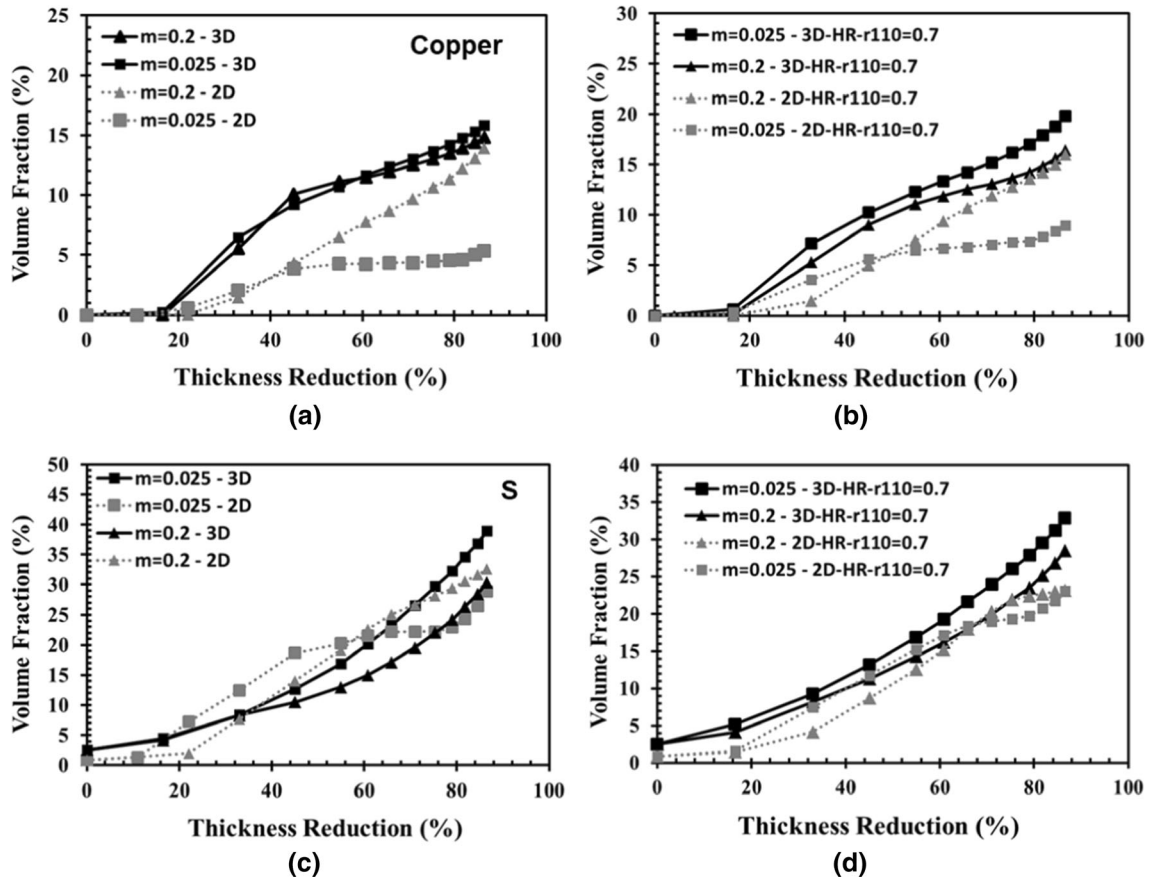 25
20
15
10
5
0
m=0.2 - 3D
m=0.025 - 3D
m=0.2 - 2D
m=0.025 - 2D
Copper
Volume Fraction (%)
0 20 40 60 80 100
Thickness Reduction (%)
(a)
30
25
20
15
10
5
0
m=0.025 - 3D-HR-r110=0.7
m=0.2 - 3D-HR-r110=0.7
m=0.2 - 2D-HR-r110=0.7
m=0.025 - 2D-HR-r110=0.7
Volume Fraction (%)
0 20 40 60 80 100
Thickness Reduction (%)
(b)
50
45
40
35
30
25
20
15
10
5
0
m=0.025 - 3D
m=0.025 - 2D
m=0.2 - 3D
m=0.2 - 2D
S
Volume Fraction (%)
0 20 40 60 80 100
Thickness Reduction (%)
(c)
40
35
30
25
20
15
10
5
0
m=0.025 - 3D-HR-r110=0.7
m=0.2 - 3D-HR-r110=0.7
m=0.2 - 2D-HR-r110=0.7
m=0.025 - 2D-HR-r110=0.7
Volume Fraction (%)
0 20 40 60 80 100
Thickness Reduction (%)
(d)